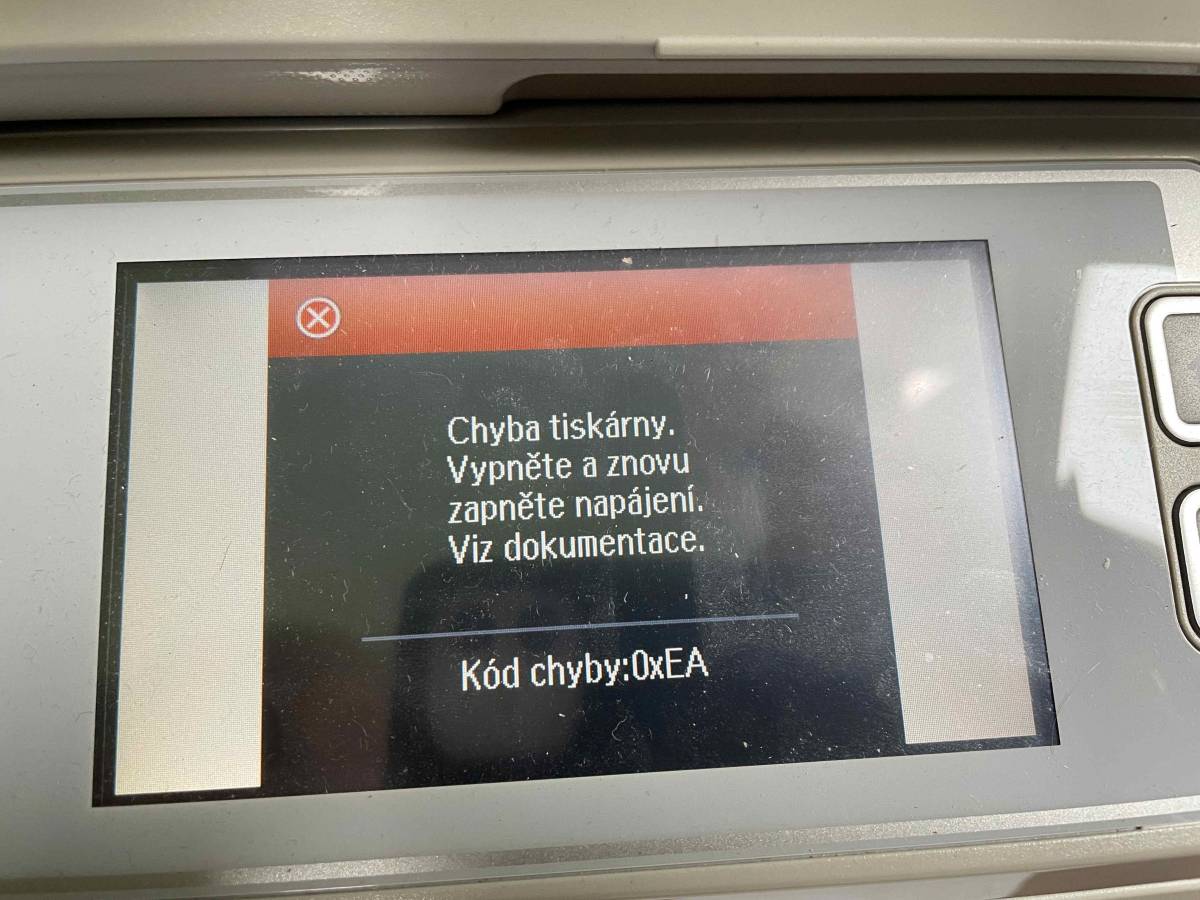 Chyba tiskárny.
Vypněte a znovu
zapněte napájení.
Viz dokumentace.
Kód chyby:0xEA